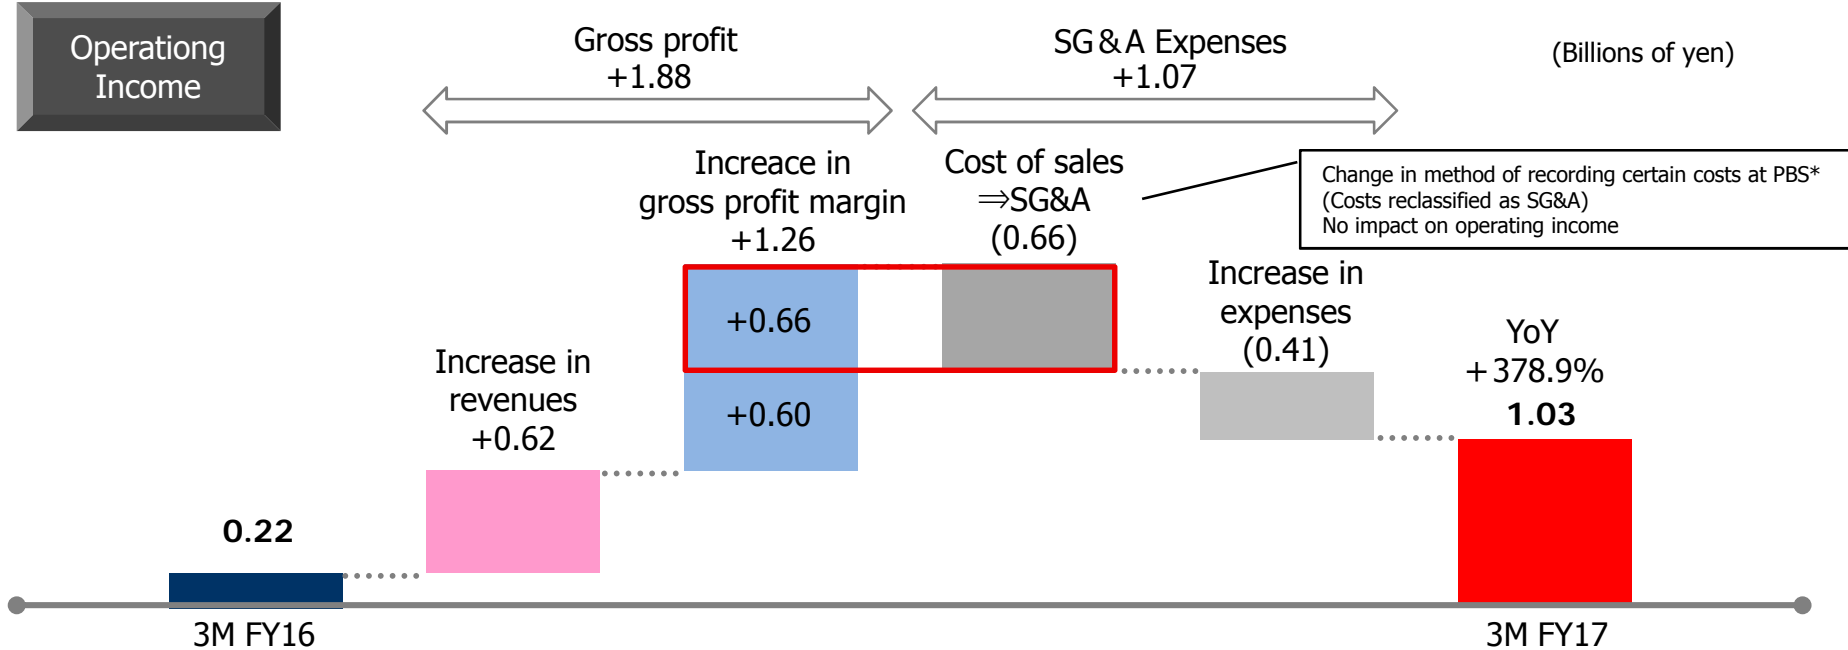 Operationg
Income
Gross profit
+1.88
SG&A Expenses
+1.07
(Billions of yen)
Increace in
gross profit margin
+1.26
Cost of sales
⇒SG&A
(0.66)
Change in method of recording certain costs at PBS*
(Costs reclassified as SG&A)
No impact on operating income
Increase in
expenses
(0.41)
+0.66
+0.60
Increase in
revenues
+0.62
YoY
+378.9%
1.03
0.22
3M FY16
3M FY17